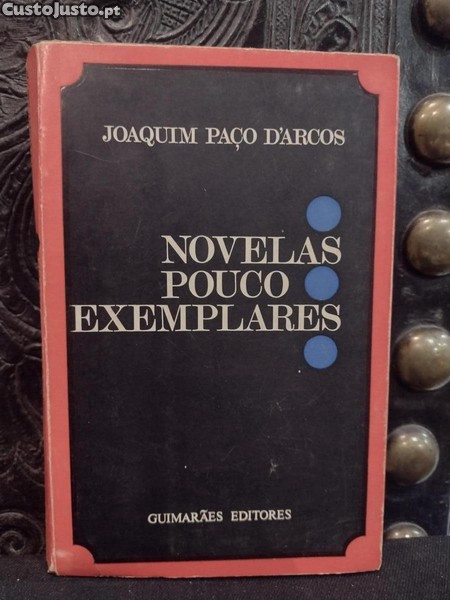 CustoJusto.pt
JOAQUIM PAÇO D'ARCOS
NOVELAS
POUCO
EXEMPLARES
GUIMARÃES EDITORES